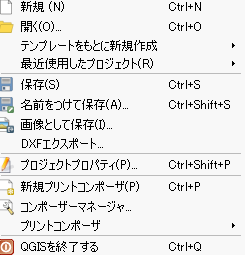 新規 (N) Ctrl+N
開く(O)... Ctrl+O
テンプレートをもとに新規作成
最近使用したプロジェクト(R)
保存(S) Ctrl+S
名前をつけて保存(A)... Ctrl+Shift+S
画像として保存(I)...
DXFエクスポート...
プロジェクトプロパティ(P)... Ctrl+Shift+P
新規プリントコンポーザ(P) Ctrl+P
コンポーザーマネージャ...
プリントコンポーザ
QGISを終了する Ctrl+Q